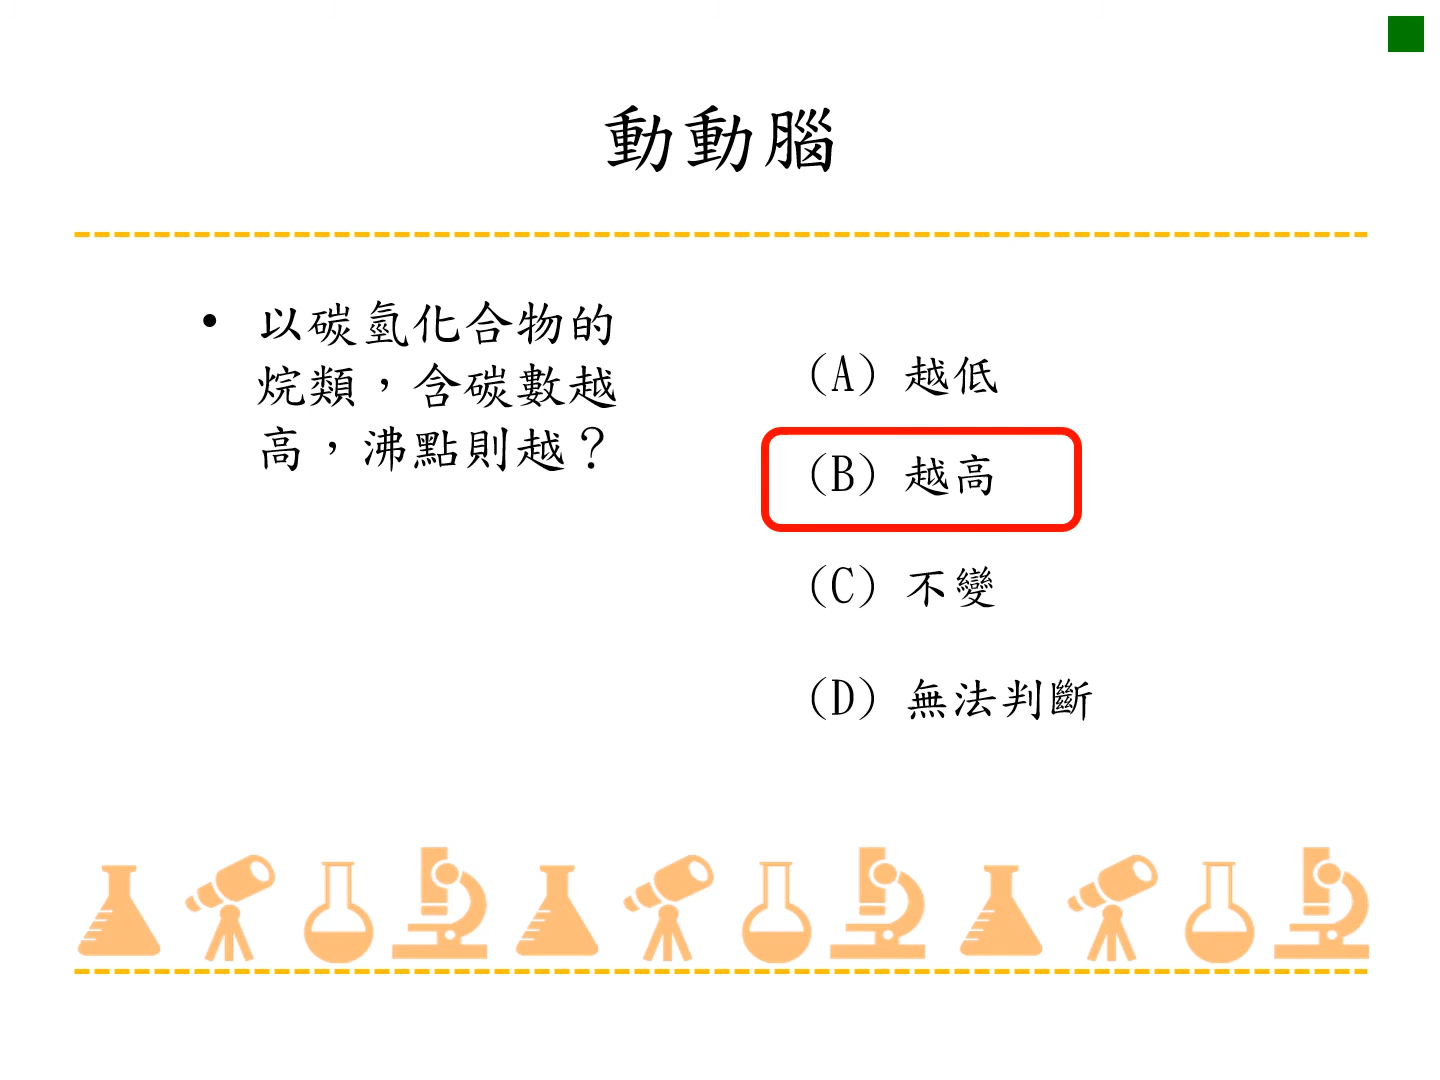 動動腦
• 以碳氫化合物的
烷類，含碳數越
高，沸點則越？
(A) 越低
(B) 越高
(C) 不變
(D) 無法判斷